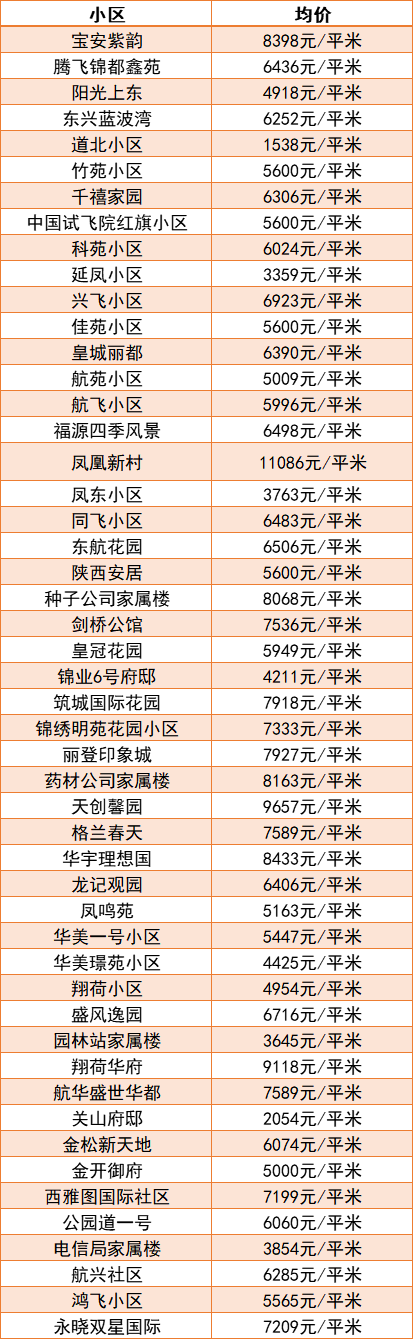 小区 均价
宝安紫韵 8398元/平米
腾飞锦都鑫苑 6436元/平米
阳光上东 4918元/平米
东兴蓝波湾 6252元/平米
道北小区 1538元/平米
竹苑小区 5600元/平米
千禧家园 6306元/平米
中国试飞院红旗小区 5600元/平米
科苑小区 6024元/平米
延凤小区 3359元/平米
兴飞小区 6923元/平米
佳苑小区 5600元/平米
皇城丽都 6390元/平米
航苑小区 5009元/平米
航飞小区 5996元/平米
福源四季风景 6498元/平米
凤凰新村 11086元/平米
凤东小区 3763元/平米
同飞小区 6483元/平米
东航花园 6506元/平米
陕西安居 5600元/平米
种子公司家属楼 8068元/平米
剑桥公馆 7536元/平米
皇冠花园 5949元/平米
锦业6号府邸 4211元/平米
筑城国际花园 7918元/平米
锦绣明苑花园小区 7333元/平米
丽登印象城 7927元/平米
药材公司家属楼 8163元/平米
天创馨园 9657元/平米
格兰春天 7589元/平米
华宇理想国 8433元/平米
龙记观园 6406元/平米
凤鸣苑 5163元/平米
华美一号小区 5447元/平米
华美璟苑小区 4425元/平米
翔荷小区 4954元/平米
盛风逸园 6716元/平米
园林站家属楼 3645元/平米
翔荷华府 9118元/平米
航华盛世华都 7589元/平米
关山府邸 2054元/平米
金松新天地 6074元/平米
金开御府 5000元/平米
西雅图国际社区 7199元/平米
公园道一号 6060元/平米
电信局家属楼 3854元/平米
航兴社区 6285元/平米
鸿飞小区 5565元/平米
永晓双星国际 7209元/平米